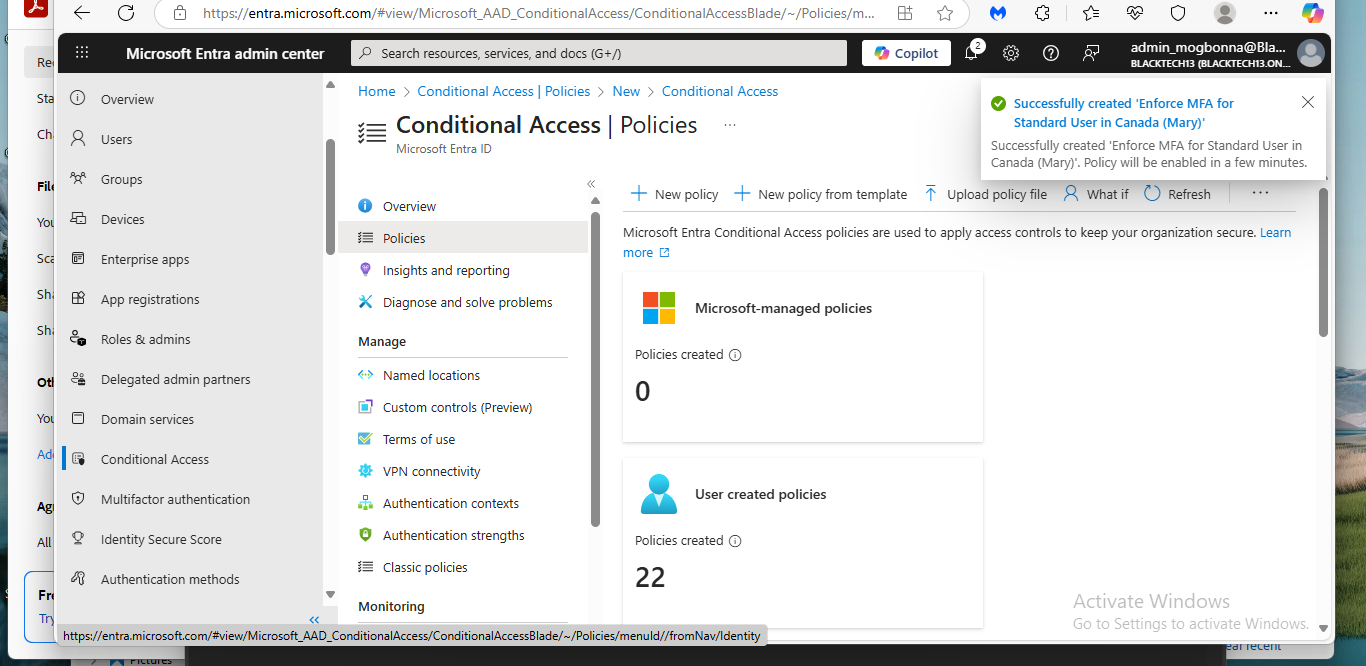 https://entra.microsoft.com/#view/Microsoft_AAD_ConditionalAccess/ConditionalAccessBlade/~/Policies/m...
Microsoft Entra admin center
Search resources, services, and docs (G+/)
Copilot
2
admin_mogbonna@Bla...
BLACKTECH13 (BLACKTECH13.ON...
Home > Conditional Access | Policies > New > Conditional Access
Conditional Access | Policies
...
Microsoft Entra ID
Successfully created 'Enforce MFA for
Standard User in Canada (Mary)'
Successfully created 'Enforce MFA for Standard User in
Canada (Mary)'. Policy will be enabled in a few minutes.
Overview
Users
Groups
Devices
Enterprise apps
App registrations
Roles & admins
Delegated admin partners
Domain services
Conditional Access
Multifactor authentication
Identity Secure Score
Authentication methods
Overview
Policies
Insights and reporting
Diagnose and solve problems
Manage
Named locations
Custom controls (Preview)
Terms of use
VPN connectivity
Authentication contexts
Authentication strengths
Classic policies
Monitoring
New policy
New policy from template
Upload policy file
What if
Refresh
...
Microsoft Entra Conditional Access policies are used to apply access controls to keep your organization secure. Learn
more
Microsoft-managed policies
Policies created
0
User created policies
Policies created
22
Activate Windows
Go to Settings to activate Windows.
https://entra.microsoft.com/#view/Microsoft_AAD_ConditionalAccess/ConditionalAccessBlade/~/Policies/menuId//fromNav/Identity
Pictures